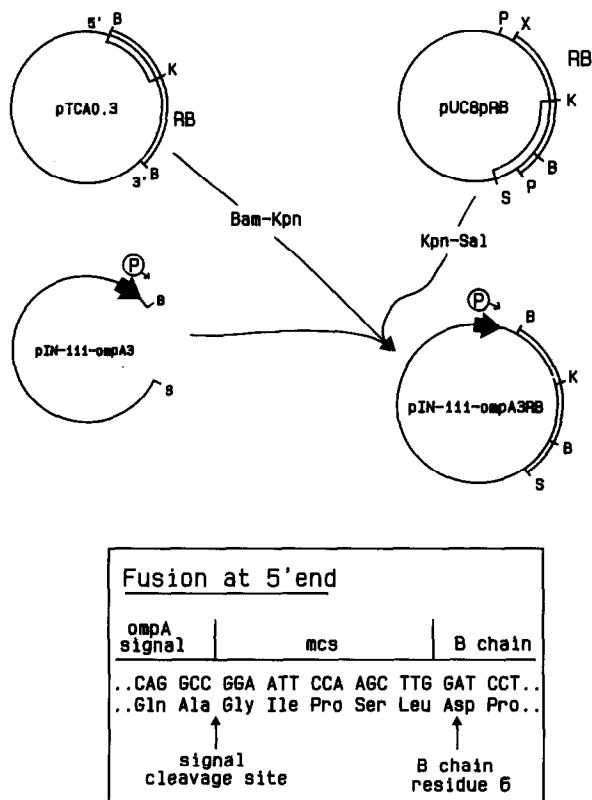 5' B
K
pTCA0.3
RB
3' B
P X
RB
K
pUC8pRB
B
P
S
Bam-Kpn
Kpn-Sal
P
B
pIN-111-ompA3
S
P
B
K
pIN-111-ompA3RB
B
S
Fusion at 5'end
ompA
signal
mcs
B chain
..CAG GCC GGA ATT CCA AGC TTG GAT CCT..
..Gln Ala Gly Ile Pro Ser Leu Asp Pro..
signal
cleavage site
B chain
residue 6